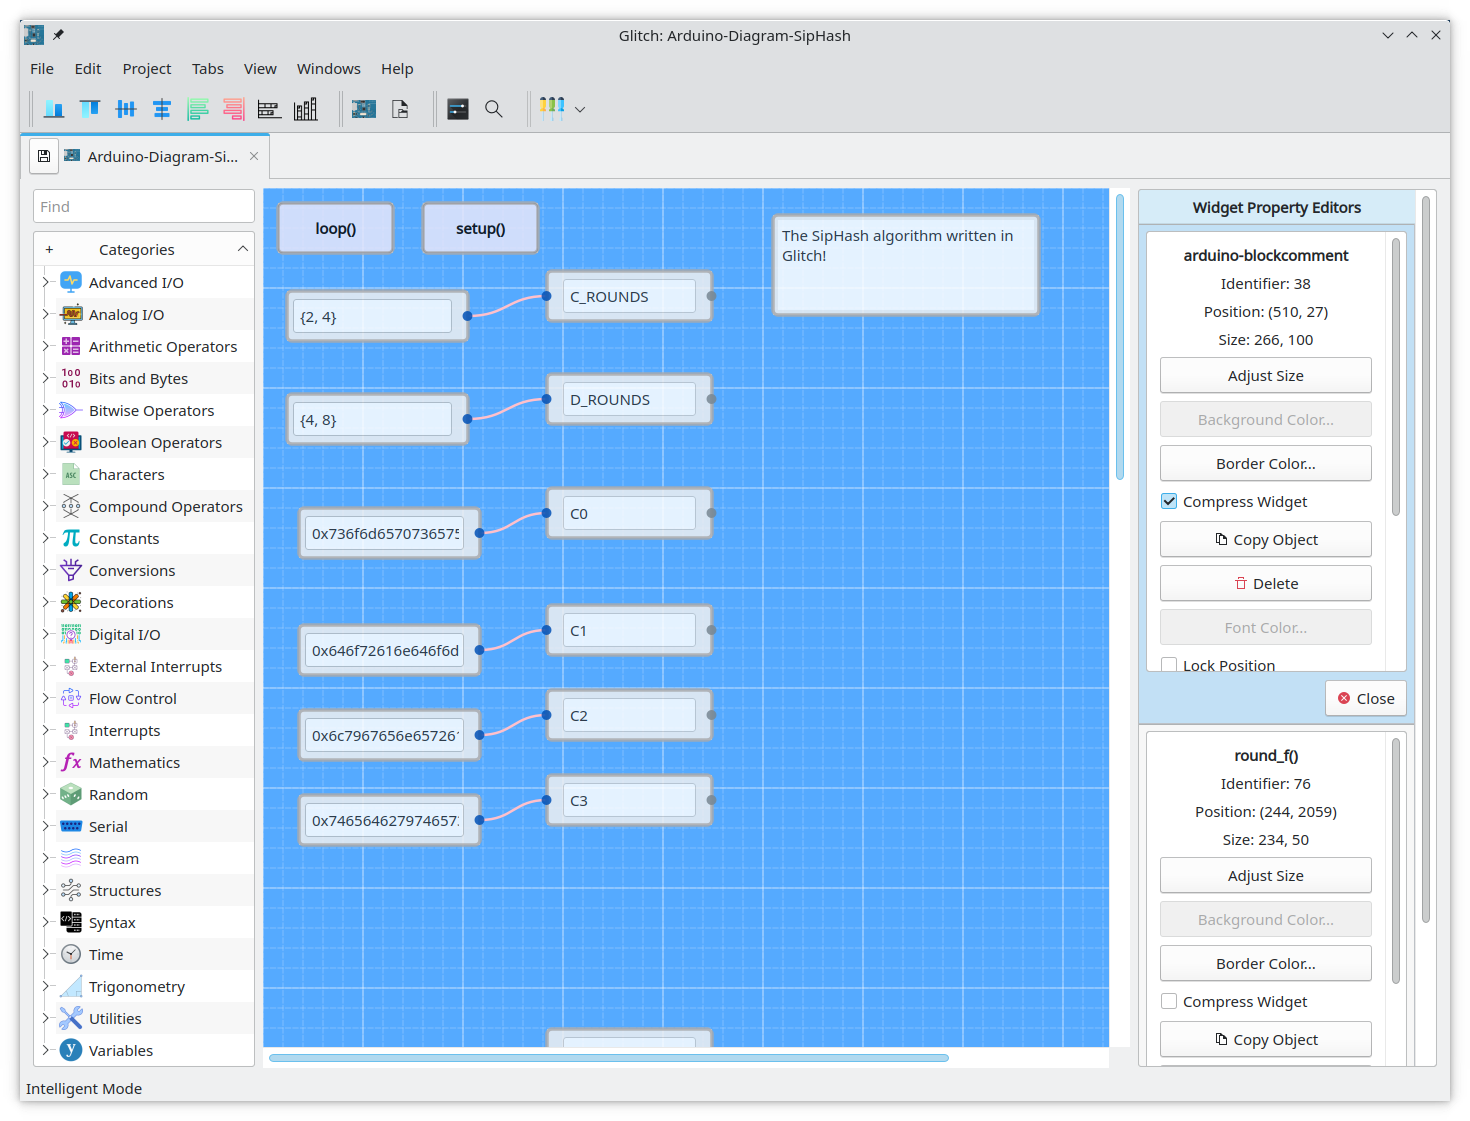 Glitch: Arduino-Diagram-SipHash
File Edit Project Tabs View Windows Help
Arduino-Diagram-Si...
Find
+ Categories
Advanced I/O
Analog I/O
Arithmetic Operators
Bits and Bytes
Bitwise Operators
Boolean Operators
Characters
Compound Operators
Constants
Conversions
Decorations
Digital I/O
External Interrupts
Flow Control
Interrupts
Mathematics
Random
Serial
Stream
Structures
Syntax
Time
Trigonometry
Utilities
Variables
loop()
setup()
The SipHash algorithm written in
Glitch!
{2, 4}
C_ROUNDS
{4, 8}
D_ROUNDS
0x736f6d6570736575
C0
0x646f72616e646f6d
C1
0x6c7967656e65726
C2
0x746564627974657
C3
Widget Property Editors
arduino-blockcomment
Identifier: 38
Position: (510, 27)
Size: 266, 100
Adjust Size
Background Color...
Border Color...
Compress Widget
Copy Object
Delete
Font Color...
Lock Position
Close
round_f()
Identifier: 76
Position: (244, 2059)
Size: 234, 50
Adjust Size
Background Color...
Border Color...
Compress Widget
Copy Object
Intelligent Mode